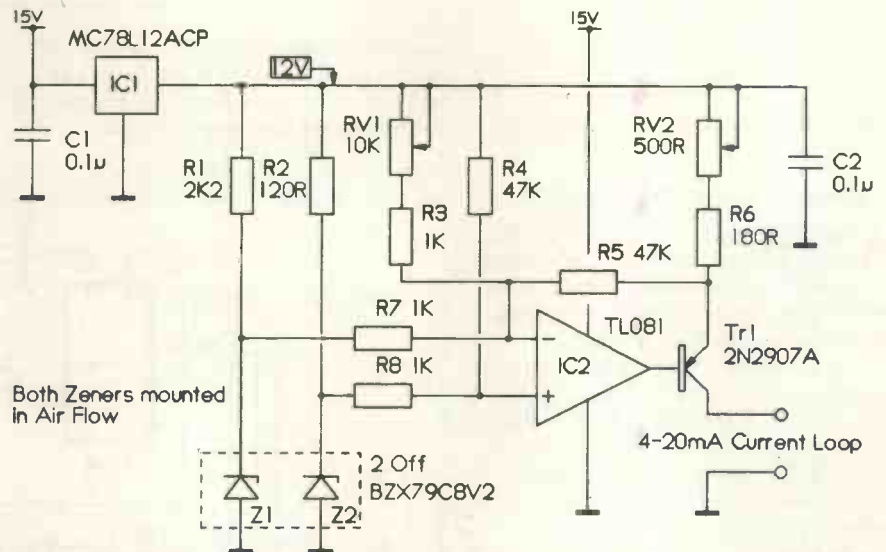 15V
15V
MC78L12ACP
IC1
12V
C1
0.1µ
R1
2K2
R2
120R
RV1
10K
R3
1K
R4
47K
RV2
500R
C2
0.1µ
R6
180R
R5 47K
R7 1K
R8 1K
TL081
IC2
Tr1
2N2907A
Both Zeners mounted
in Air Flow
4-20mA Current Loop
2 Off
BZX79C8V2
Z1
Z2